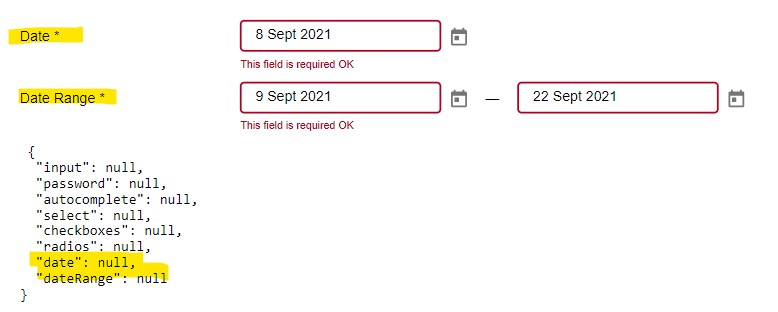 Date * 8 Sept 2021
This field is required OK
Date Range * 9 Sept 2021 — 22 Sept 2021
This field is required OK
{
"input": null,
"password": null,
"autocomplete": null,
"select": null,
"checkboxes": null,
"radios": null,
"date": null,
"dateRange": null
}